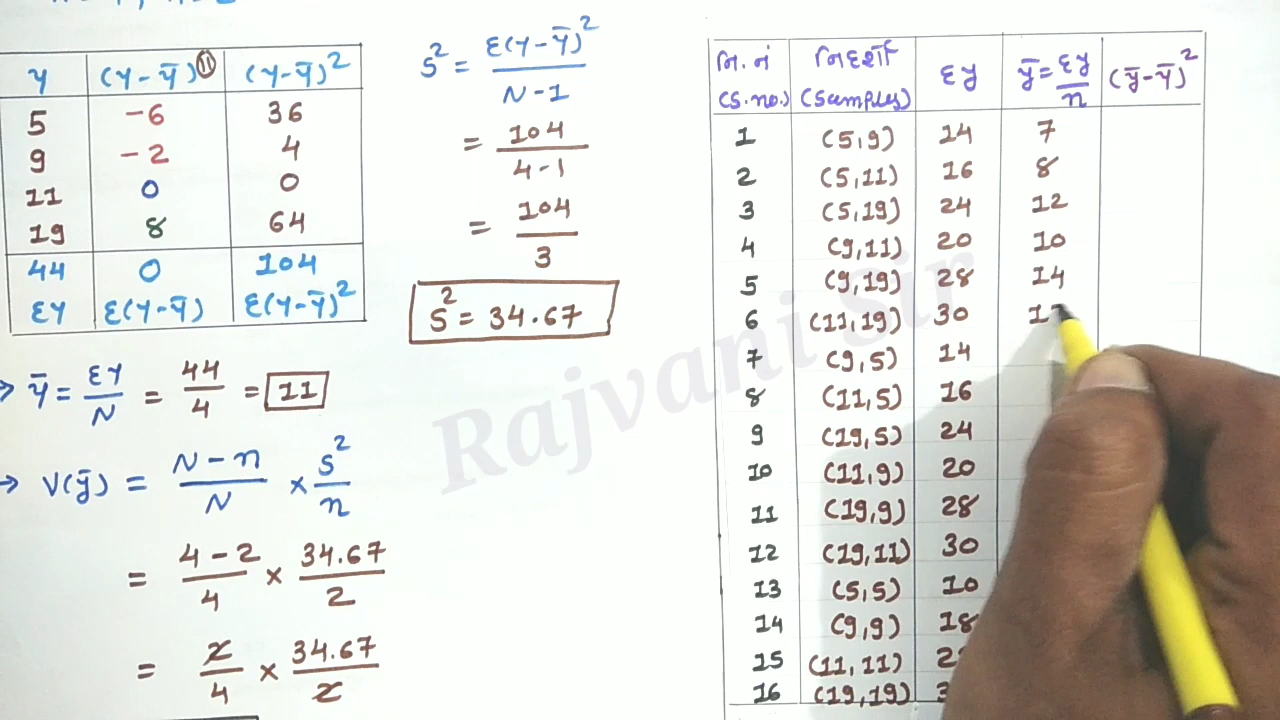 Y (Y-Ȳ) 11 (Y-Ȳ)²
5 -6 36
9 -2 4
11 0 0
19 8 64
44 0 104
ΣY Σ(Y-Ȳ) Σ(Y-Ȳ)²
S² = Σ(Y-Ȳ)² / N-1
= 104 / 4-1
= 104 / 3
S² = 34.67
⇒ Ȳ = ΣY / N = 44 / 4 = 11
⇒ V(ȳ) = N-n / N × S² / n
= 4-2 / 4 × 34.67 / 2
= 2 / 4 × 34.67 / 2
Rajvani Sir
નિ. નં નિદર્શો Σy ȳ = Σy / n (ȳ-Ȳ)²
(S.no.) (Samples)
1 (5,9) 14 7
2 (5,11) 16 8
3 (5,19) 24 12
4 (9,11) 20 10
5 (9,19) 28 14
6 (11,19) 30
7 (9,5) 14
8 (11,5) 16
9 (19,5) 24
10 (11,9) 20
11 (19,9) 28
12 (19,11) 30
13 (5,5) 10
14 (9,9) 18
15 (11,11)
16 (19,19)